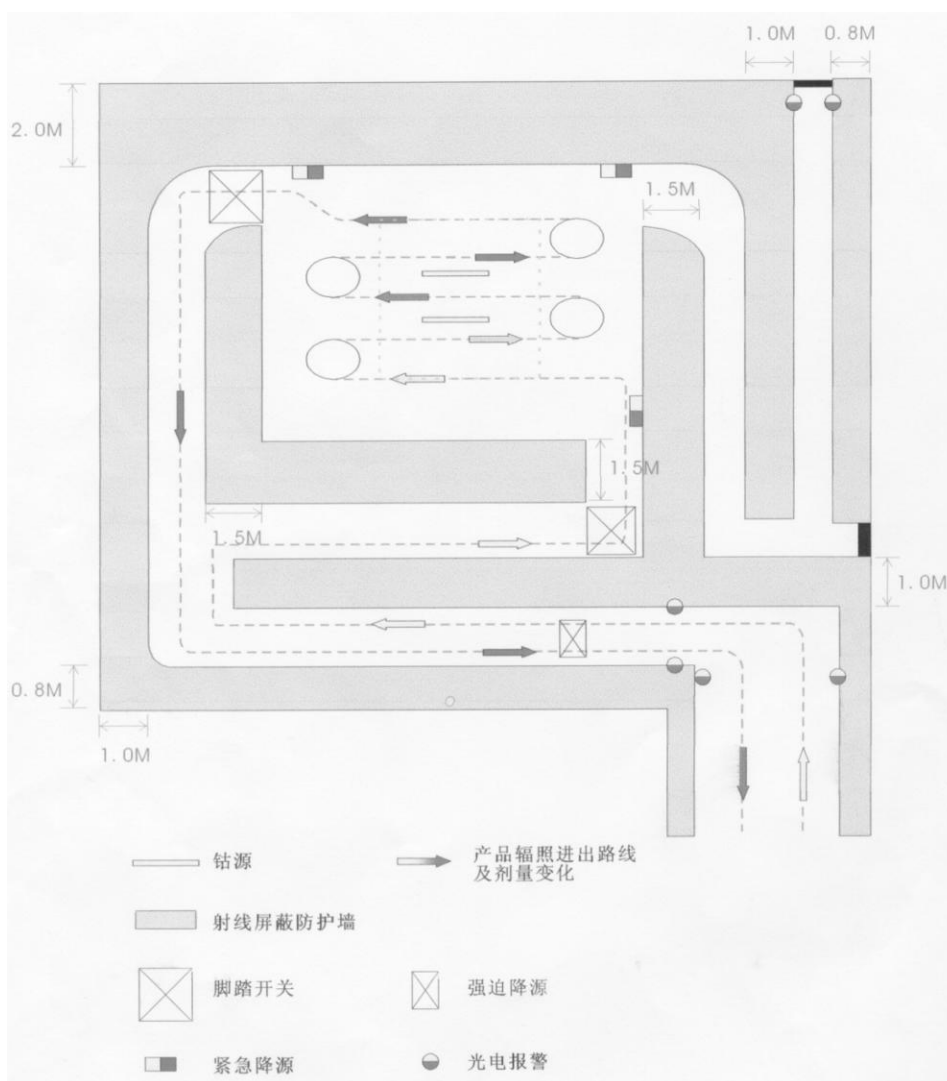 1.0M 0.8M
2.0M
1.5M
1.5M
1.5M
1.0M
0.8M
1.0M
钴源
产品辐照进出路线
及剂量变化
射线屏蔽防护墙
脚踏开关
强迫降源
紧急降源
光电报警